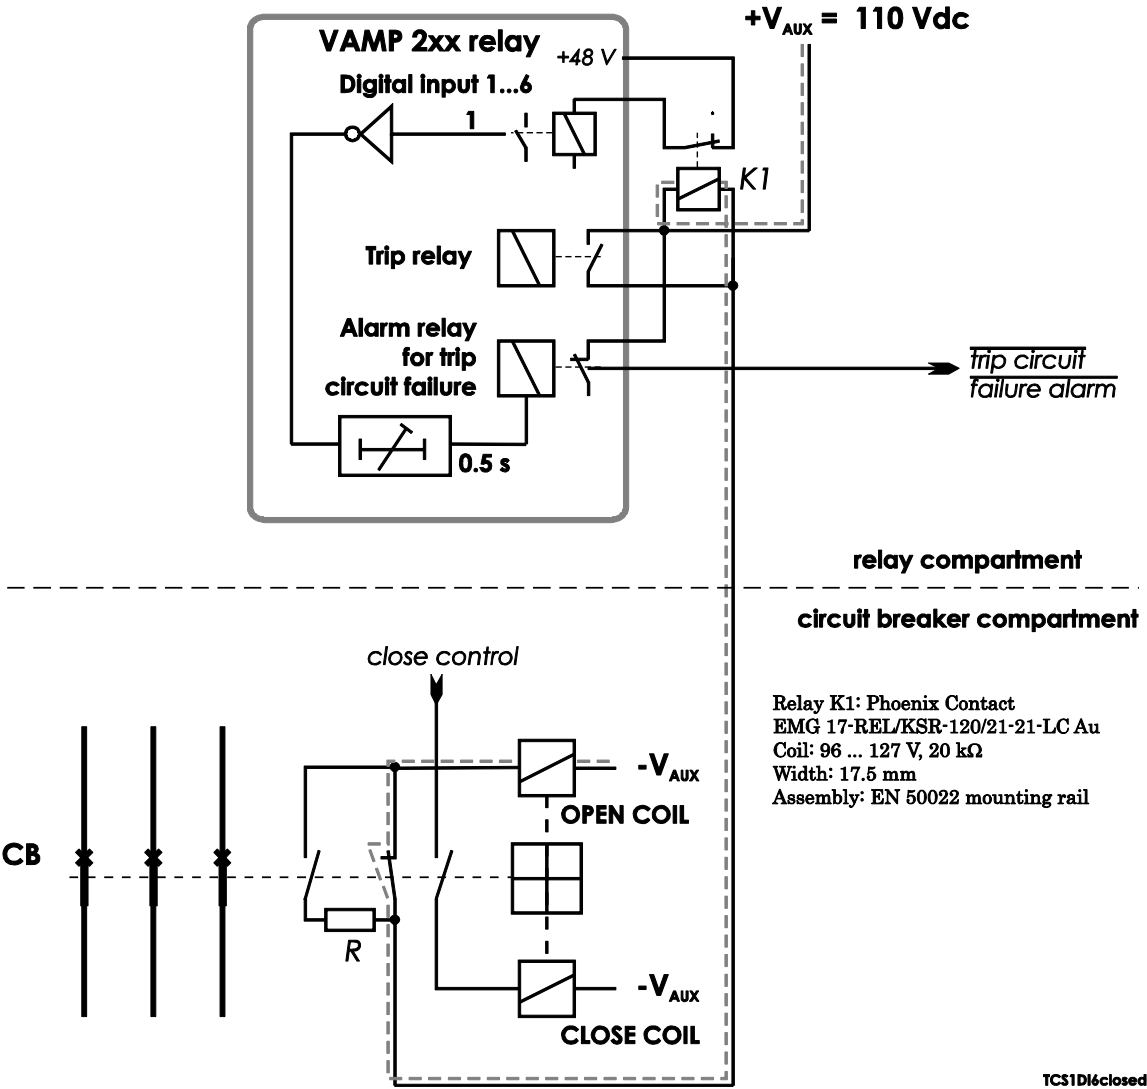 +VAUX = 110 Vdc
VAMP 2xx relay
+48 V
Digital input 1...6
1
K1
Trip relay
Alarm relay
for trip
circuit failure
trip circuit
failure alarm
0.5 s
relay compartment
circuit breaker compartment
close control
Relay K1: Phoenix Contact
EMG 17-REL/KSR-120/21-21-LC Au
Coil: 96 ... 127 V, 20 kΩ
Width: 17.5 mm
Assembly: EN 50022 mounting rail
-VAUX
OPEN COIL
CB
R
-VAUX
CLOSE COIL
TCS1DI6closed